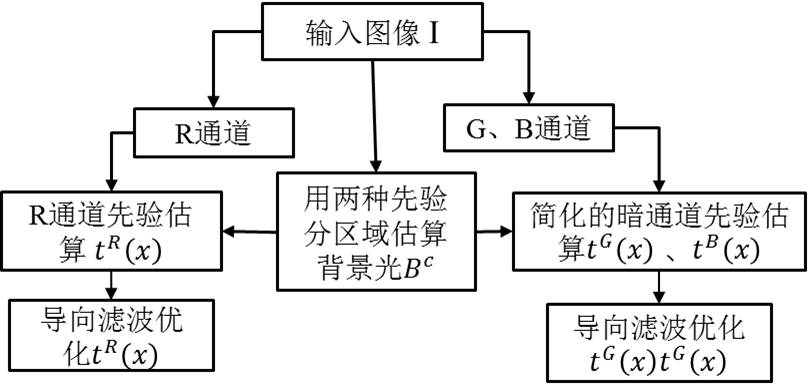 输入图像 I
R通道
G、B通道
R通道先验估
算 t^R(x)
用两种先验
分区域估算
背景光B^c
简化的暗通道先验估
算t^G(x) 、t^B(x)
导向滤波优
化t^R(x)
导向滤波优化
t^G(x)t^G(x)